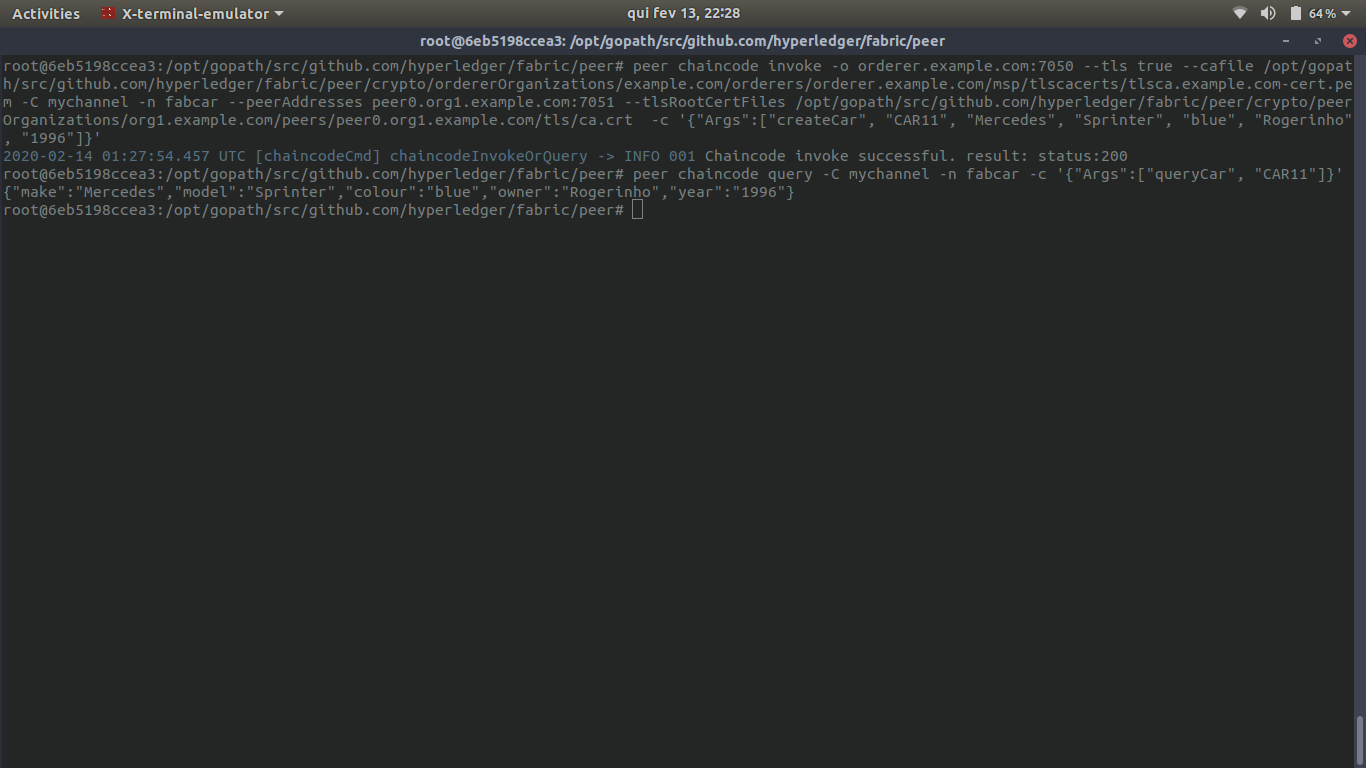 Activities X-terminal-emulator qui fev 13, 22:28 64%
root@6eb5198ccea3: /opt/gopath/src/github.com/hyperledger/fabric/peer
root@6eb5198ccea3:/opt/gopath/src/github.com/hyperledger/fabric/peer# peer chaincode invoke -o orderer.example.com:7050 --tls true --cafile /opt/gopat
h/src/github.com/hyperledger/fabric/peer/crypto/ordererOrganizations/example.com/orderers/orderer.example.com/msp/tlscacerts/tlsca.example.com-cert.pe
m -C mychannel -n fabcar --peerAddresses peer0.org1.example.com:7051 --tlsRootCertFiles /opt/gopath/src/github.com/hyperledger/fabric/peer/crypto/peer
Organizations/org1.example.com/peers/peer0.org1.example.com/tls/ca.crt  -c '{"Args":["createCar", "CAR11", "Mercedes", "Sprinter", "blue", "Rogerinho"
, "1996"]}'
2020-02-14 01:27:54.457 UTC [chaincodeCmd] chaincodeInvokeOrQuery -> INFO 001 Chaincode invoke successful. result: status:200
root@6eb5198ccea3:/opt/gopath/src/github.com/hyperledger/fabric/peer# peer chaincode query -C mychannel -n fabcar -c '{"Args":["queryCar", "CAR11"]}'
{"make":"Mercedes","model":"Sprinter","colour":"blue","owner":"Rogerinho","year":"1996"}
root@6eb5198ccea3:/opt/gopath/src/github.com/hyperledger/fabric/peer#